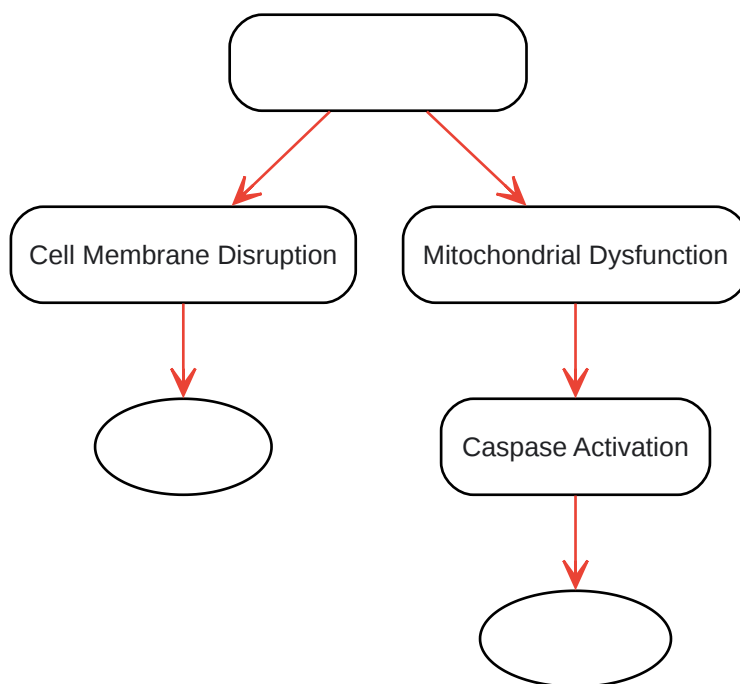 Cell Membrane Disruption
Mitochondrial Dysfunction
Caspase Activation